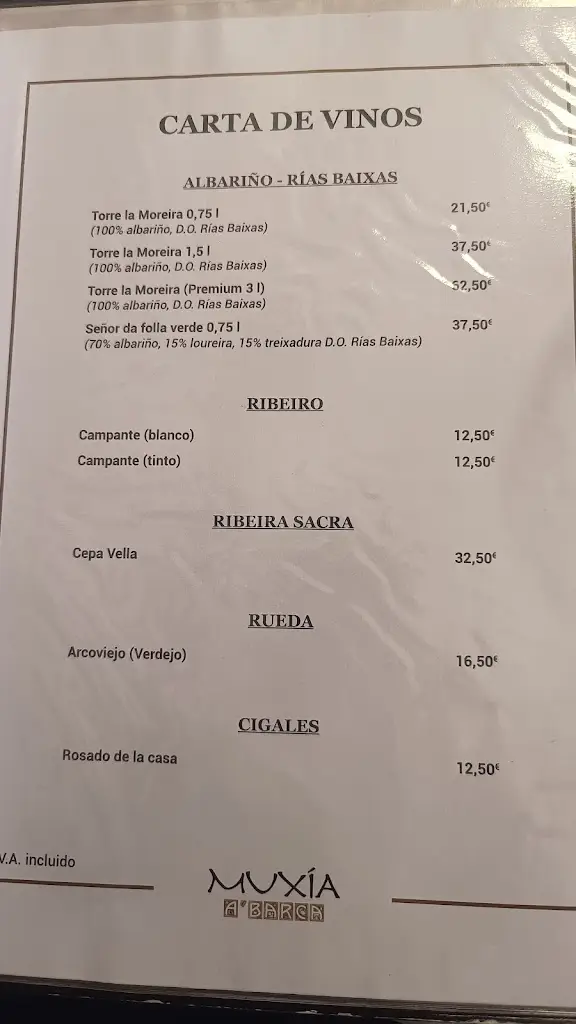 CARTA DE VINOS
ALBARIÑO - RÍAS BAIXAS
Torre la Moreira 0,75 l 21,50€
(100% albariño, D.O. Rías Baixas)
Torre la Moreira 1,5 l 37,50€
(100% albariño, D.O. Rías Baixas)
Torre la Moreira (Premium 3 l) 52,50€
(100% albariño, D.O. Rías Baixas)
Señor da folla verde 0,75 l 37,50€
(70% albariño, 15% loureira, 15% treixadura D.O. Rías Baixas)
RIBEIRO
Campante (blanco) 12,50€
Campante (tinto) 12,50€
RIBEIRA SACRA
Cepa Vella 32,50€
RUEDA
Arcoviejo (Verdejo) 16,50€
CIGALES
Rosado de la casa 12,50€
V.A. incluido
MUXÍA
A'BARCA